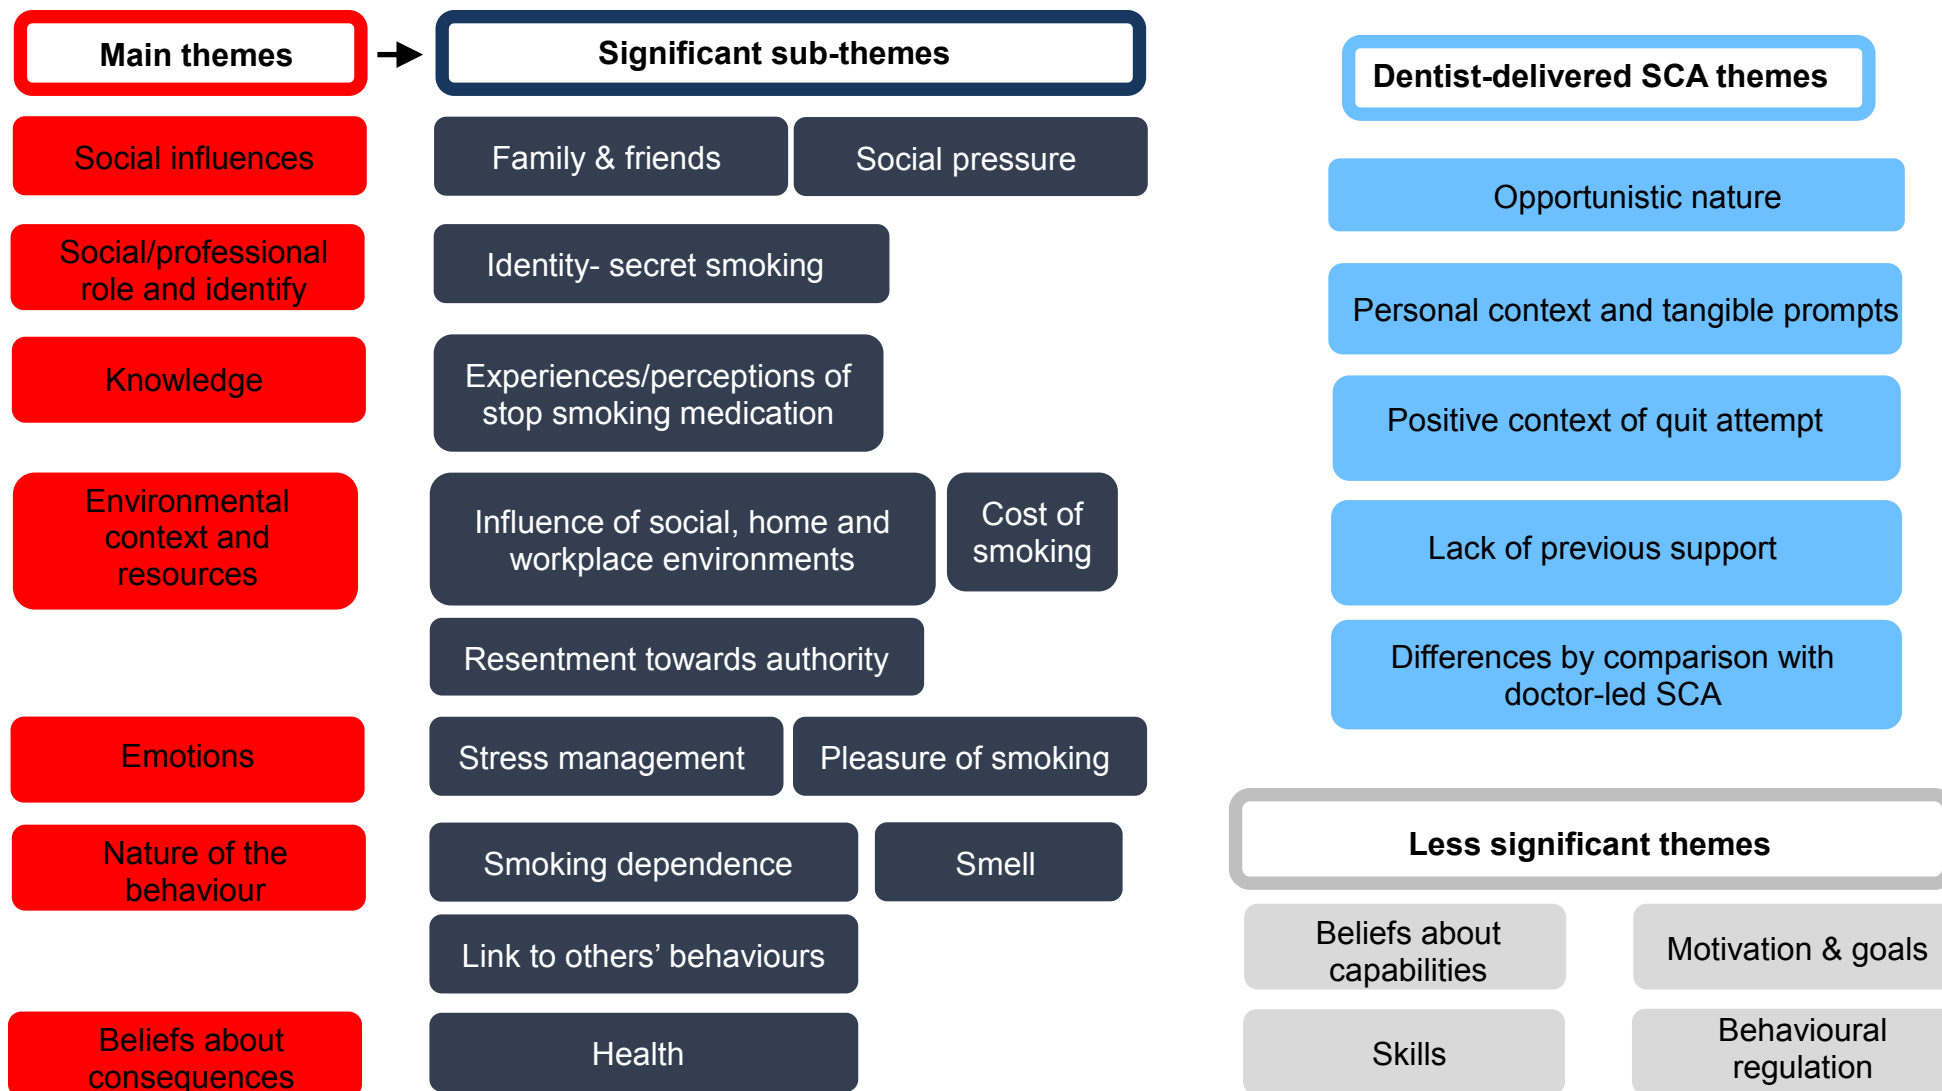 Main themes
Significant sub-themes
Social influences
Family & friends
Social pressure
Social/professional
role and identify
Identity- secret smoking
Knowledge
Experiences/perceptions of
stop smoking medication
Environmental
context and
resources
Influence of social, home and
workplace environments
Cost of
smoking
Resentment towards authority
Emotions
Stress management
Pleasure of smoking
Nature of the
behaviour
Smoking dependence
Smell
Link to others’ behaviours
Beliefs about
consequences
Health
Dentist-delivered SCA themes
Opportunistic nature
Personal context and tangible prompts
Positive context of quit attempt
Lack of previous support
Differences by comparison with
doctor-led SCA
Less significant themes
Beliefs about
capabilities
Motivation & goals
Skills
Behavioural
regulation